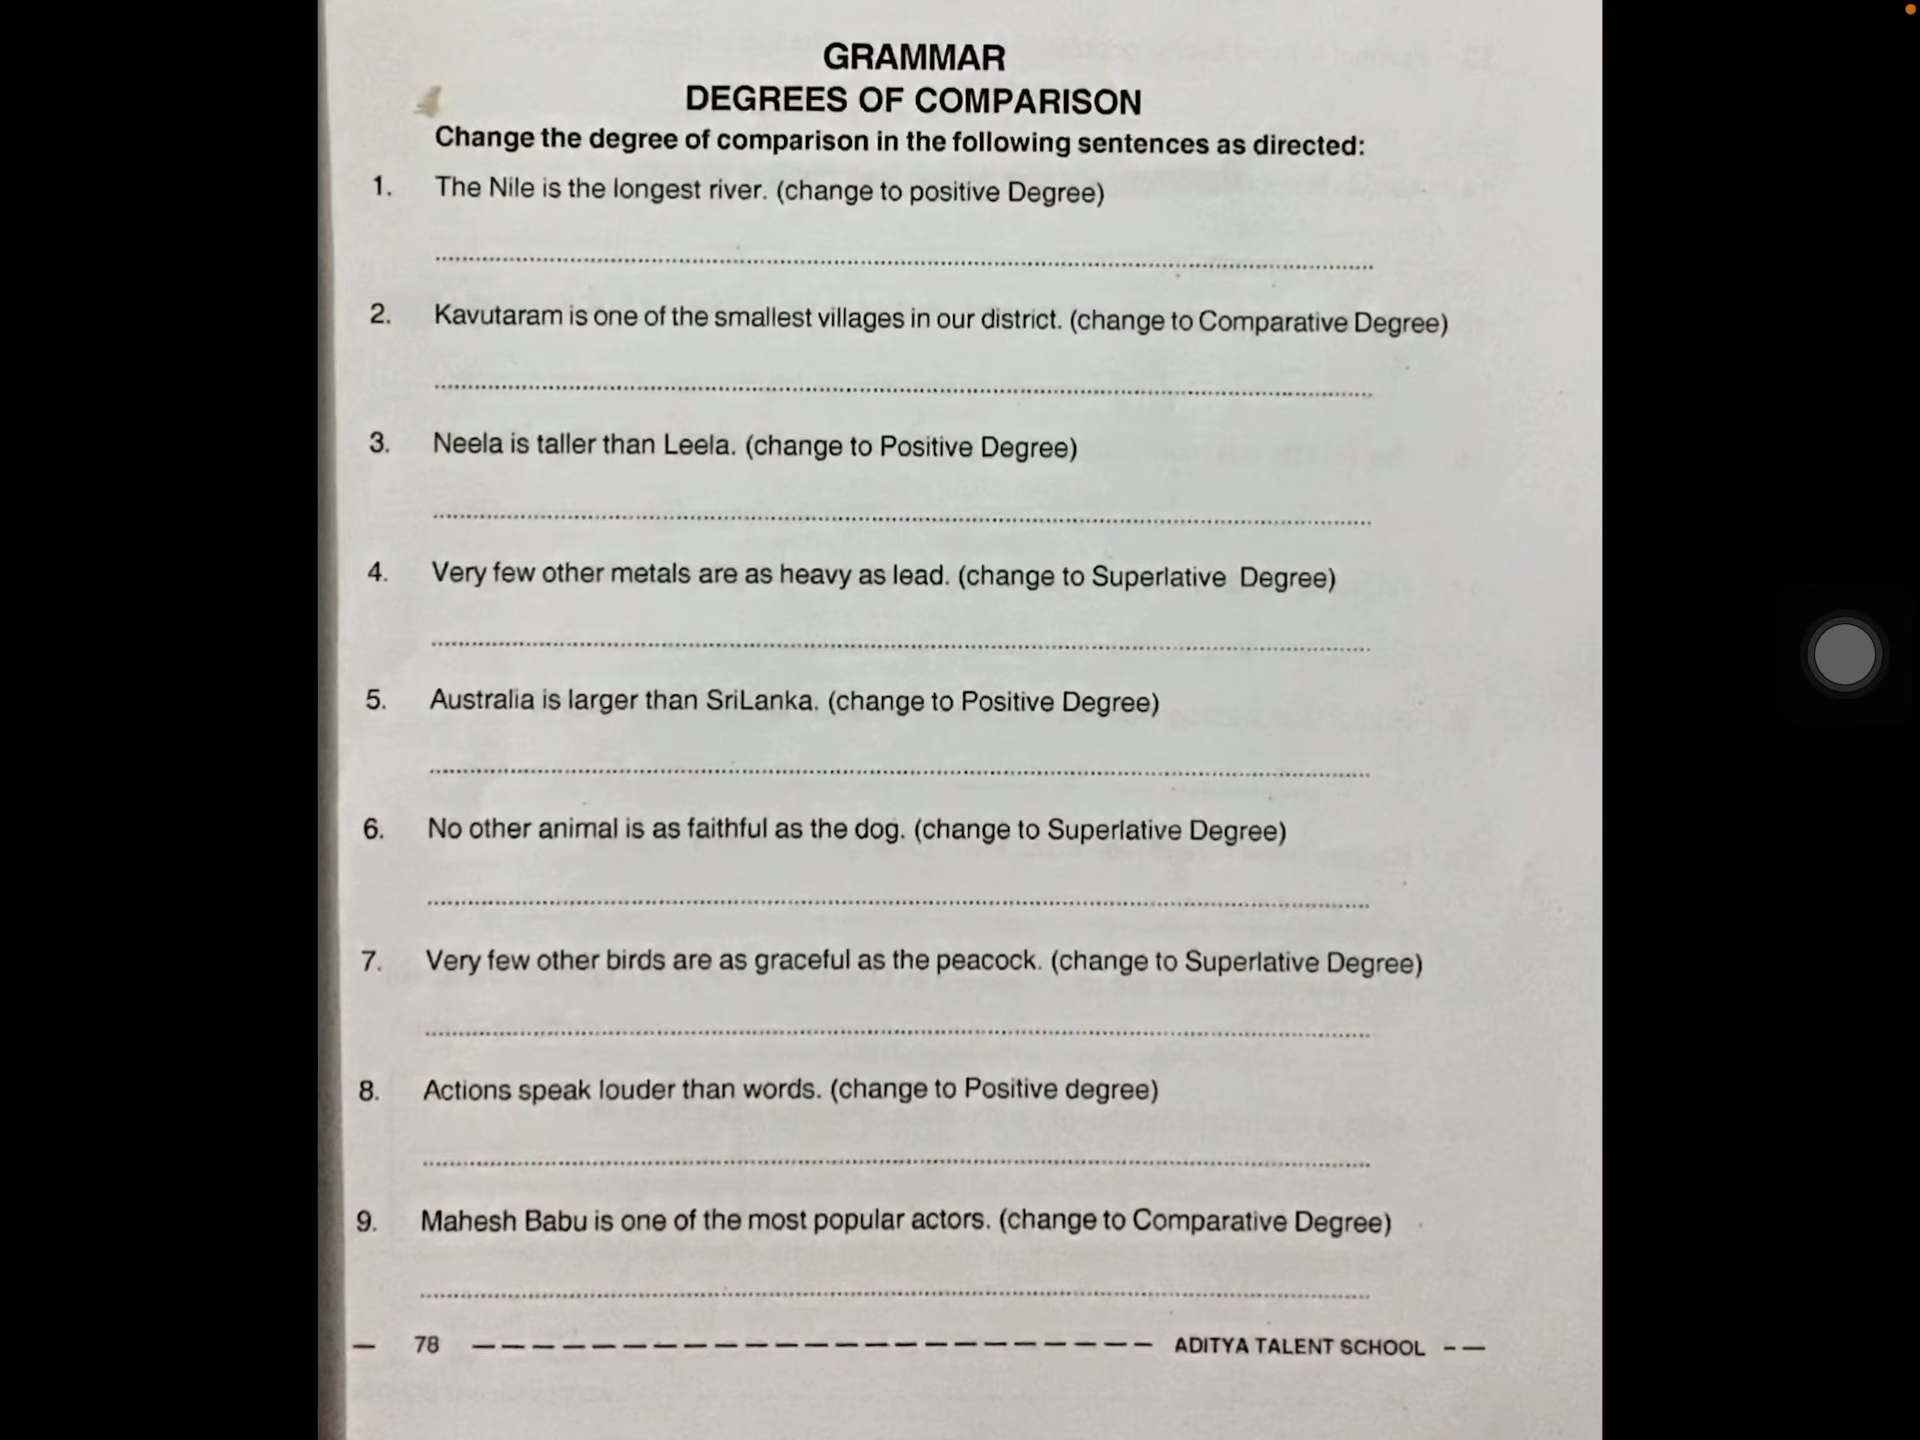 GRAMMAR
DEGREES OF COMPARISON
Change the degree of comparison in the following sentences as directed:
1. The Nile is the longest river. (change to positive Degree)
2. Kavutaram is one of the smallest villages in our district. (change to Comparative Degree)
3. Neela is taller than Leela. (change to Positive Degree)
4. Very few other metals are as heavy as lead. (change to Superlative Degree)
5. Australia is larger than SriLanka. (change to Positive Degree)
6. No other animal is as faithful as the dog. (change to Superlative Degree)
7. Very few other birds are as graceful as the peacock. (change to Superlative Degree)
8. Actions speak louder than words. (change to Positive degree)
9. Mahesh Babu is one of the most popular actors. (change to Comparative Degree)
78 ADITYA TALENT SCHOOL